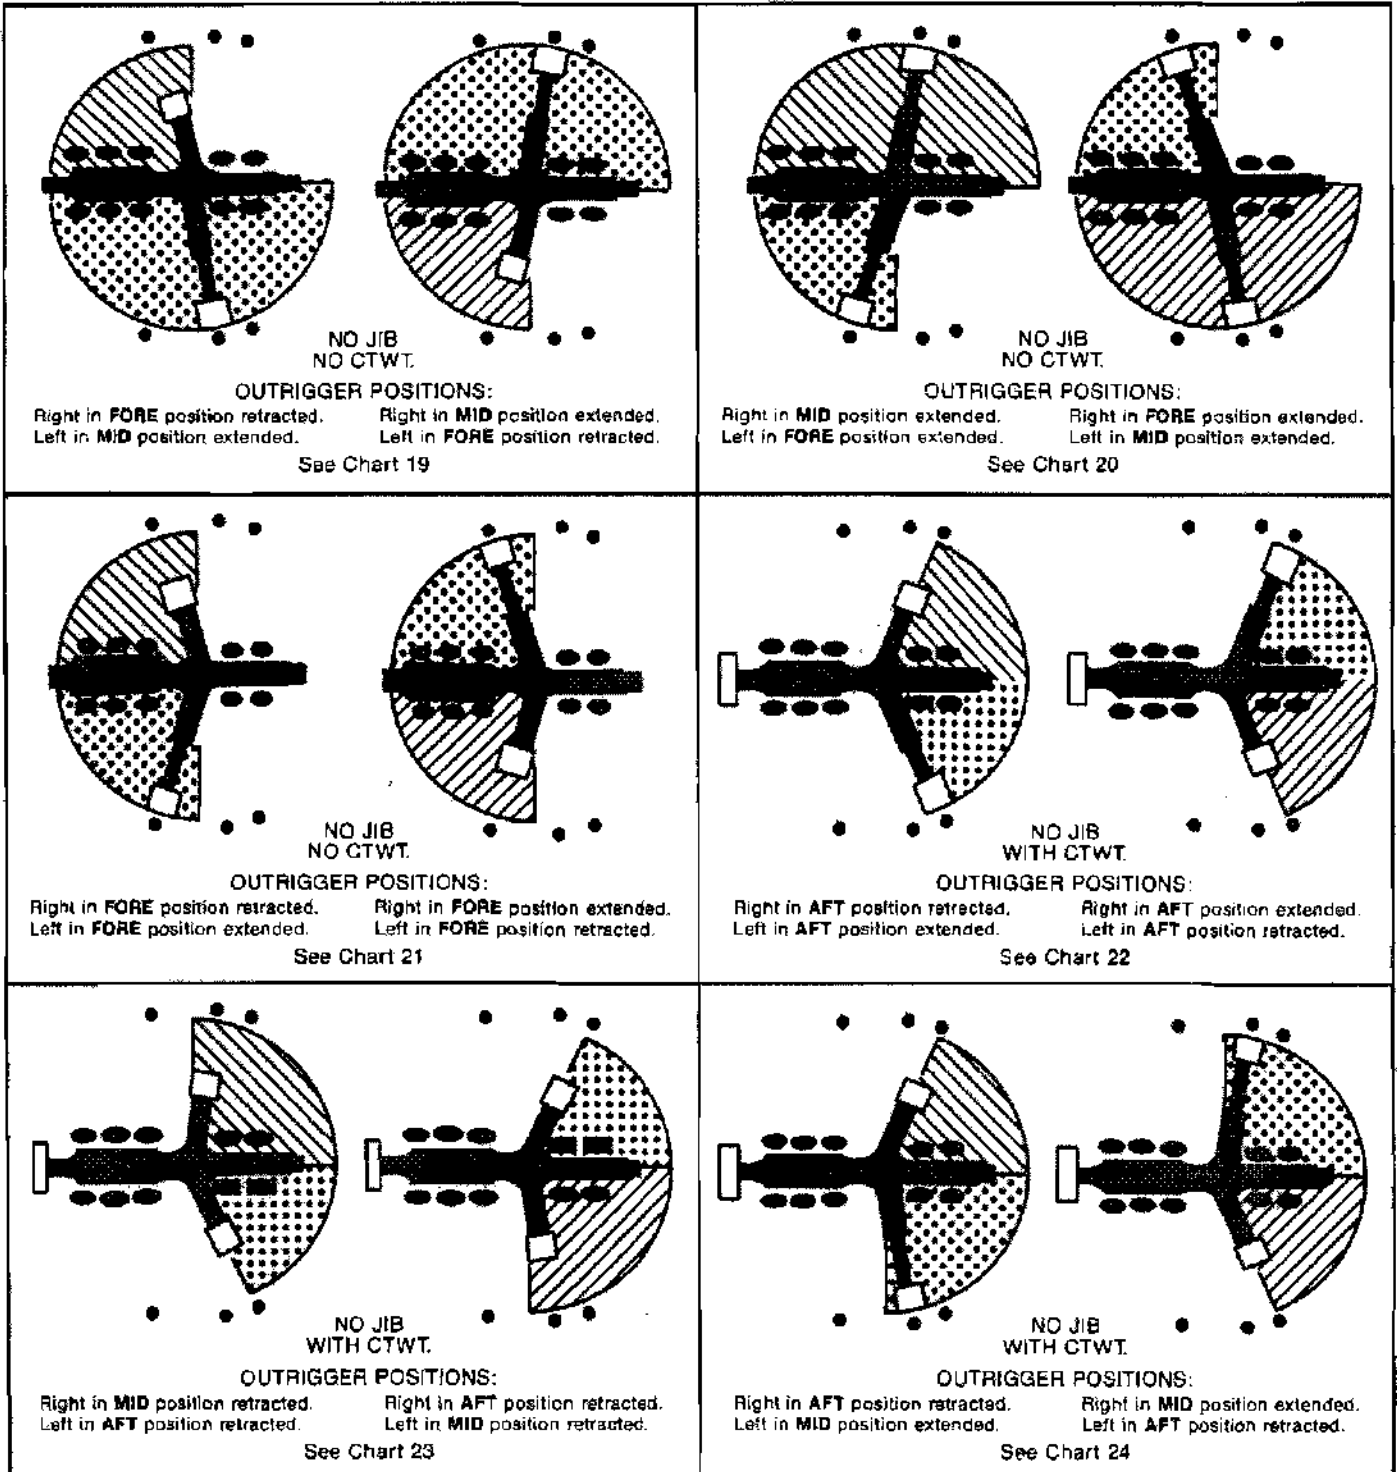 NO JIB
NO CTWT.
OUTRIGGER POSITIONS:
Right in FORE position retracted.
Left in MID position extended.
Right in MID position extended.
Left in FORE position retracted.
See Chart 19
NO JIB
NO CTWT.
OUTRIGGER POSITIONS:
Right in MID position extended.
Left in FORE position extended.
Right in FORE position extended.
Left in MID position extended.
See Chart 20
NO JIB
NO CTWT.
OUTRIGGER POSITIONS:
Right in FORE position retracted.
Left in FORE position extended.
Right in FORE position extended.
Left in FORE position retracted.
See Chart 21
NO JIB
WITH CTWT.
OUTRIGGER POSITIONS:
Right in AFT position retracted.
Left in AFT position extended.
Right in AFT position extended.
Left in AFT position retracted.
See Chart 22
NO JIB
WITH CTWT.
OUTRIGGER POSITIONS:
Right in MID position retracted.
Left in AFT position retracted.
Right in AFT position retracted.
Left in MID position retracted.
See Chart 23
NO JIB
WITH CTWT.
OUTRIGGER POSITIONS:
Right in AFT position retracted.
Left in MID position extended.
Right in MID position extended.
Left in AFT position retracted.
See Chart 24